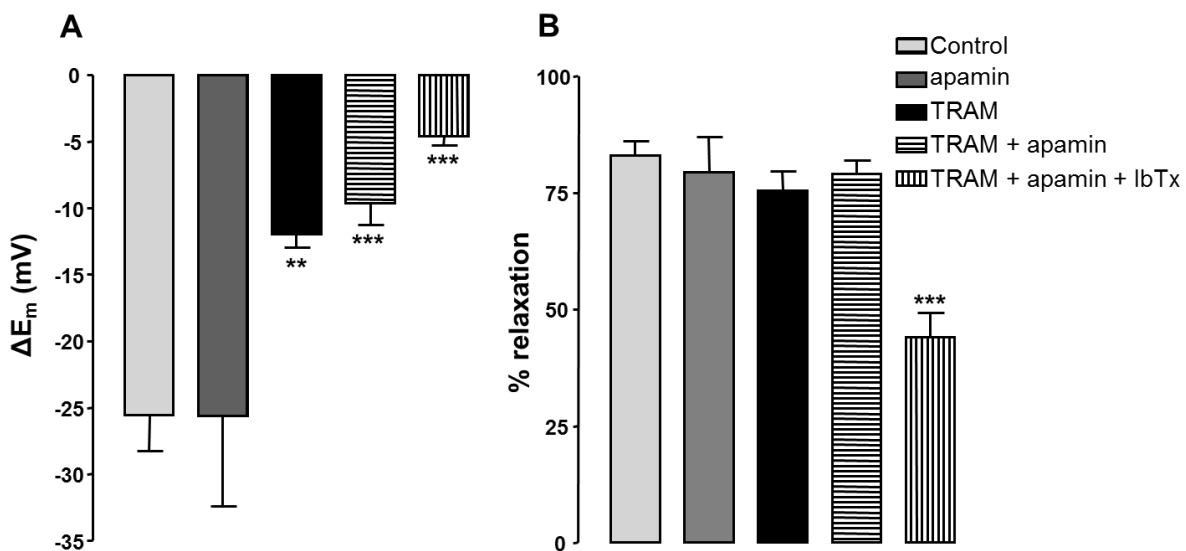 A
0
-5
-10
-15
-20
-25
-30
-35
ΔEm (mV)
**
***
***
B
100
75
50
25
0
% relaxation
***
Control
apamin
TRAM
TRAM + apamin
TRAM + apamin + IbTx